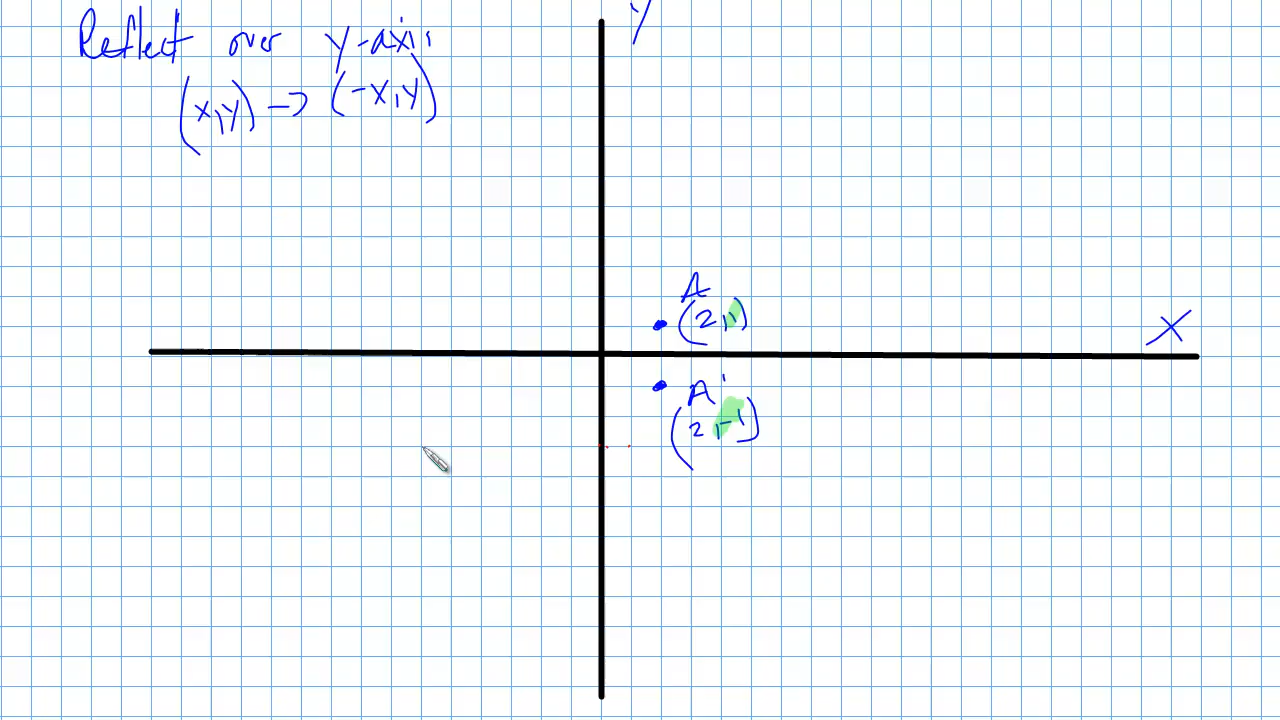 Reflect over y-axis
(x,y) -> (-x,y)
Y
A
(2,1)
X
A'
(2,-1)